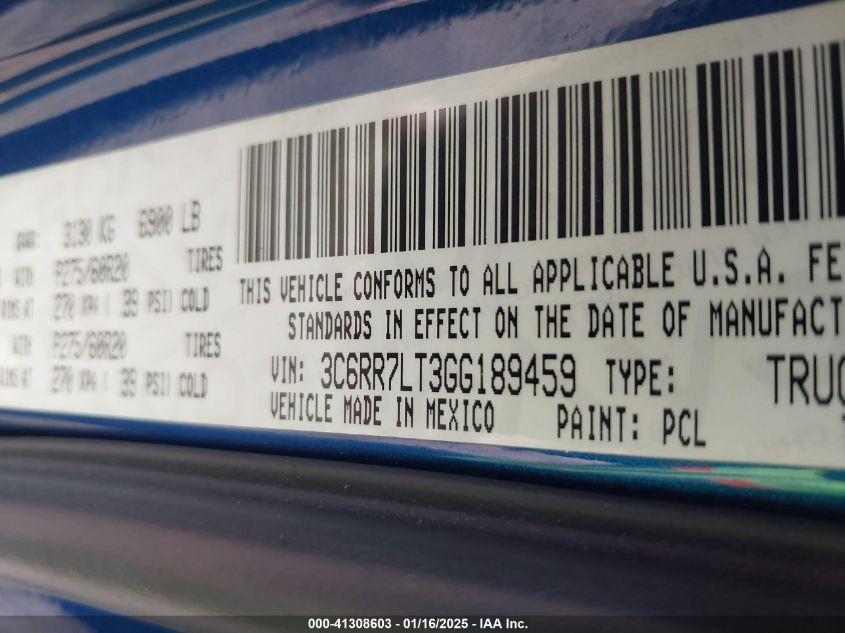 GVWR: 3130 KG 6900 LB
WITH P275/60R20 TIRES
RIMS AT 270 KPA ( 39 PSI) COLD
WITH P275/60R20 TIRES
RIMS AT 270 KPA ( 39 PSI) COLD
THIS VEHICLE CONFORMS TO ALL APPLICABLE U.S.A. FE
STANDARDS IN EFFECT ON THE DATE OF MANUFACT
VIN: 3C6RR7LT3GG189459 TYPE: TRUC
VEHICLE MADE IN MEXICO PAINT: PCL
000-41308603 - 01/16/2025 - IAA Inc.